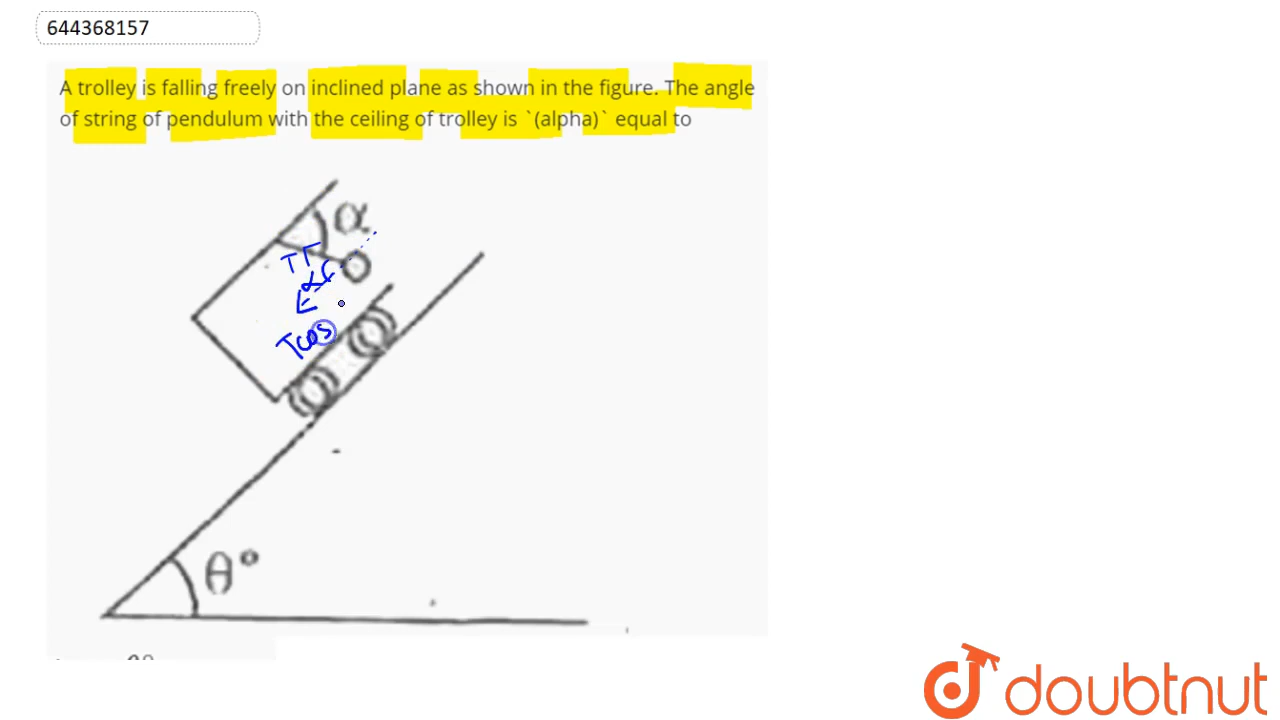 644368157
A trolley is falling freely on inclined plane as shown in the figure. The angle
of string of pendulum with the ceiling of trolley is `(alpha)` equal to
α
T
α
Tcos
θ°
doubtnut